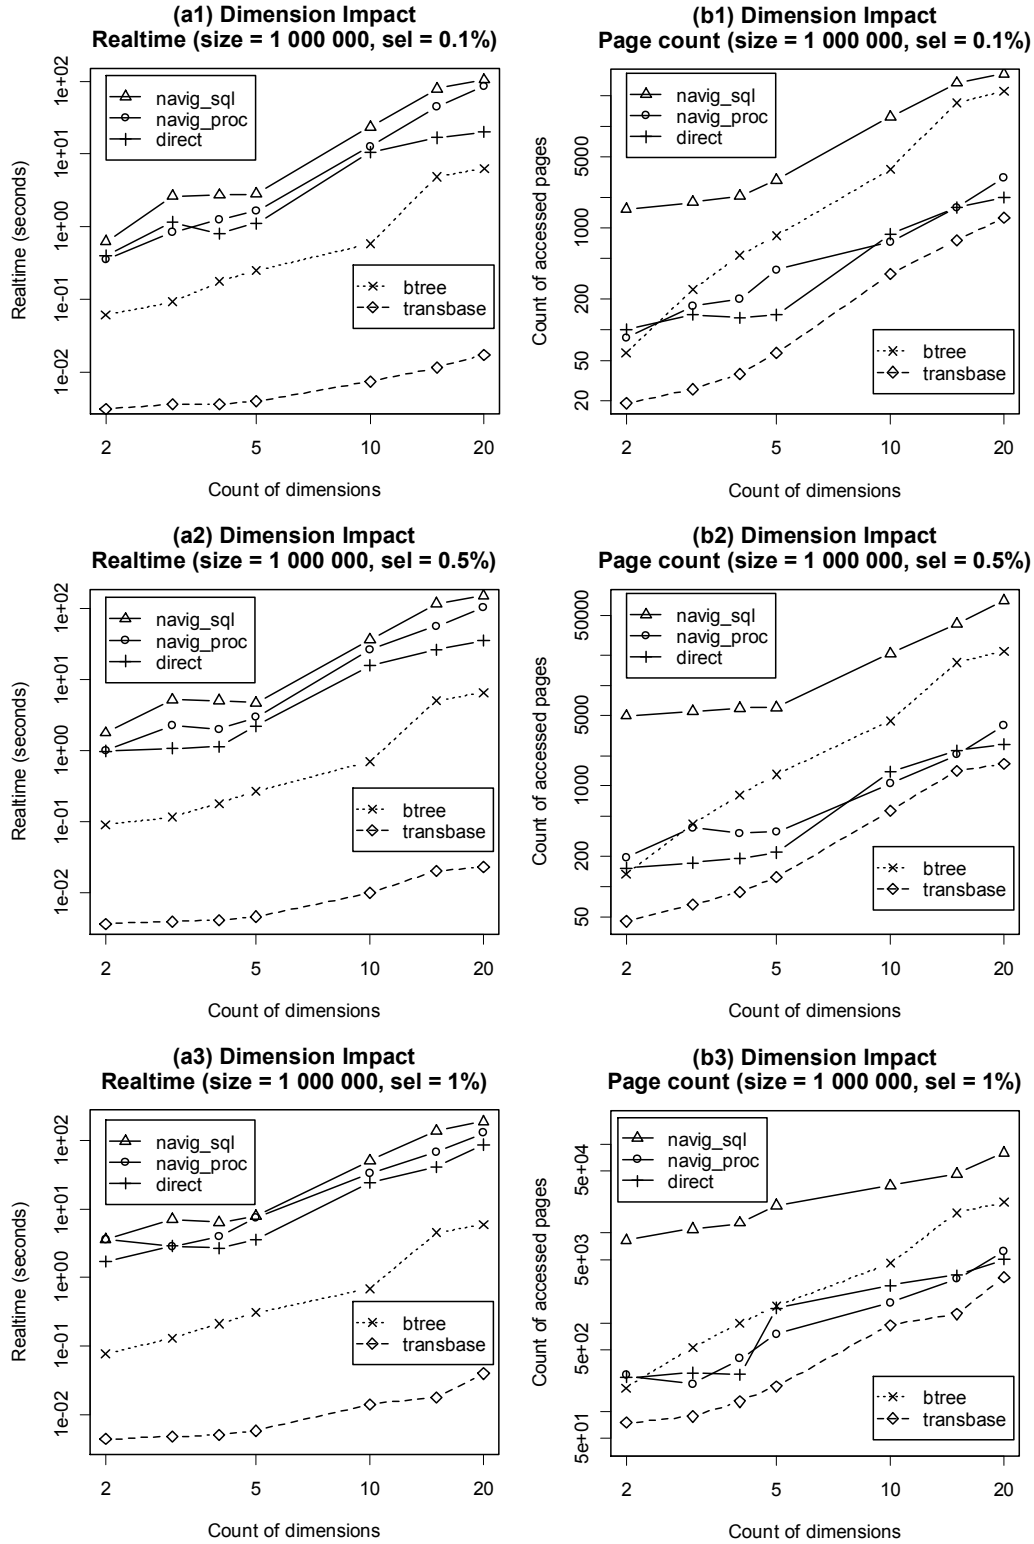 (a1) Dimension Impact
Realtime (size = 1 000 000, sel = 0.1%)
Realtime (seconds)
1e+02
1e+01
1e+00
1e-01
1e-02
navig_sql
navig_proc
direct
btree
transbase
2 5 10 20
Count of dimensions
(b1) Dimension Impact
Page count (size = 1 000 000, sel = 0.1%)
Count of accessed pages
5000
1000
200
50
20
navig_sql
navig_proc
direct
btree
transbase
2 5 10 20
Count of dimensions
(a2) Dimension Impact
Realtime (size = 1 000 000, sel = 0.5%)
Realtime (seconds)
1e+02
1e+01
1e+00
1e-01
1e-02
navig_sql
navig_proc
direct
btree
transbase
2 5 10 20
Count of dimensions
(b2) Dimension Impact
Page count (size = 1 000 000, sel = 0.5%)
Count of accessed pages
50000
5000
1000
200
50
navig_sql
navig_proc
direct
btree
transbase
2 5 10 20
Count of dimensions
(a3) Dimension Impact
Realtime (size = 1 000 000, sel = 1%)
Realtime (seconds)
1e+02
1e+01
1e+00
1e-01
1e-02
navig_sql
navig_proc
direct
btree
transbase
2 5 10 20
Count of dimensions
(b3) Dimension Impact
Page count (size = 1 000 000, sel = 1%)
Count of accessed pages
5e+04
5e+03
5e+02
5e+01
navig_sql
navig_proc
direct
btree
transbase
2 5 10 20
Count of dimensions